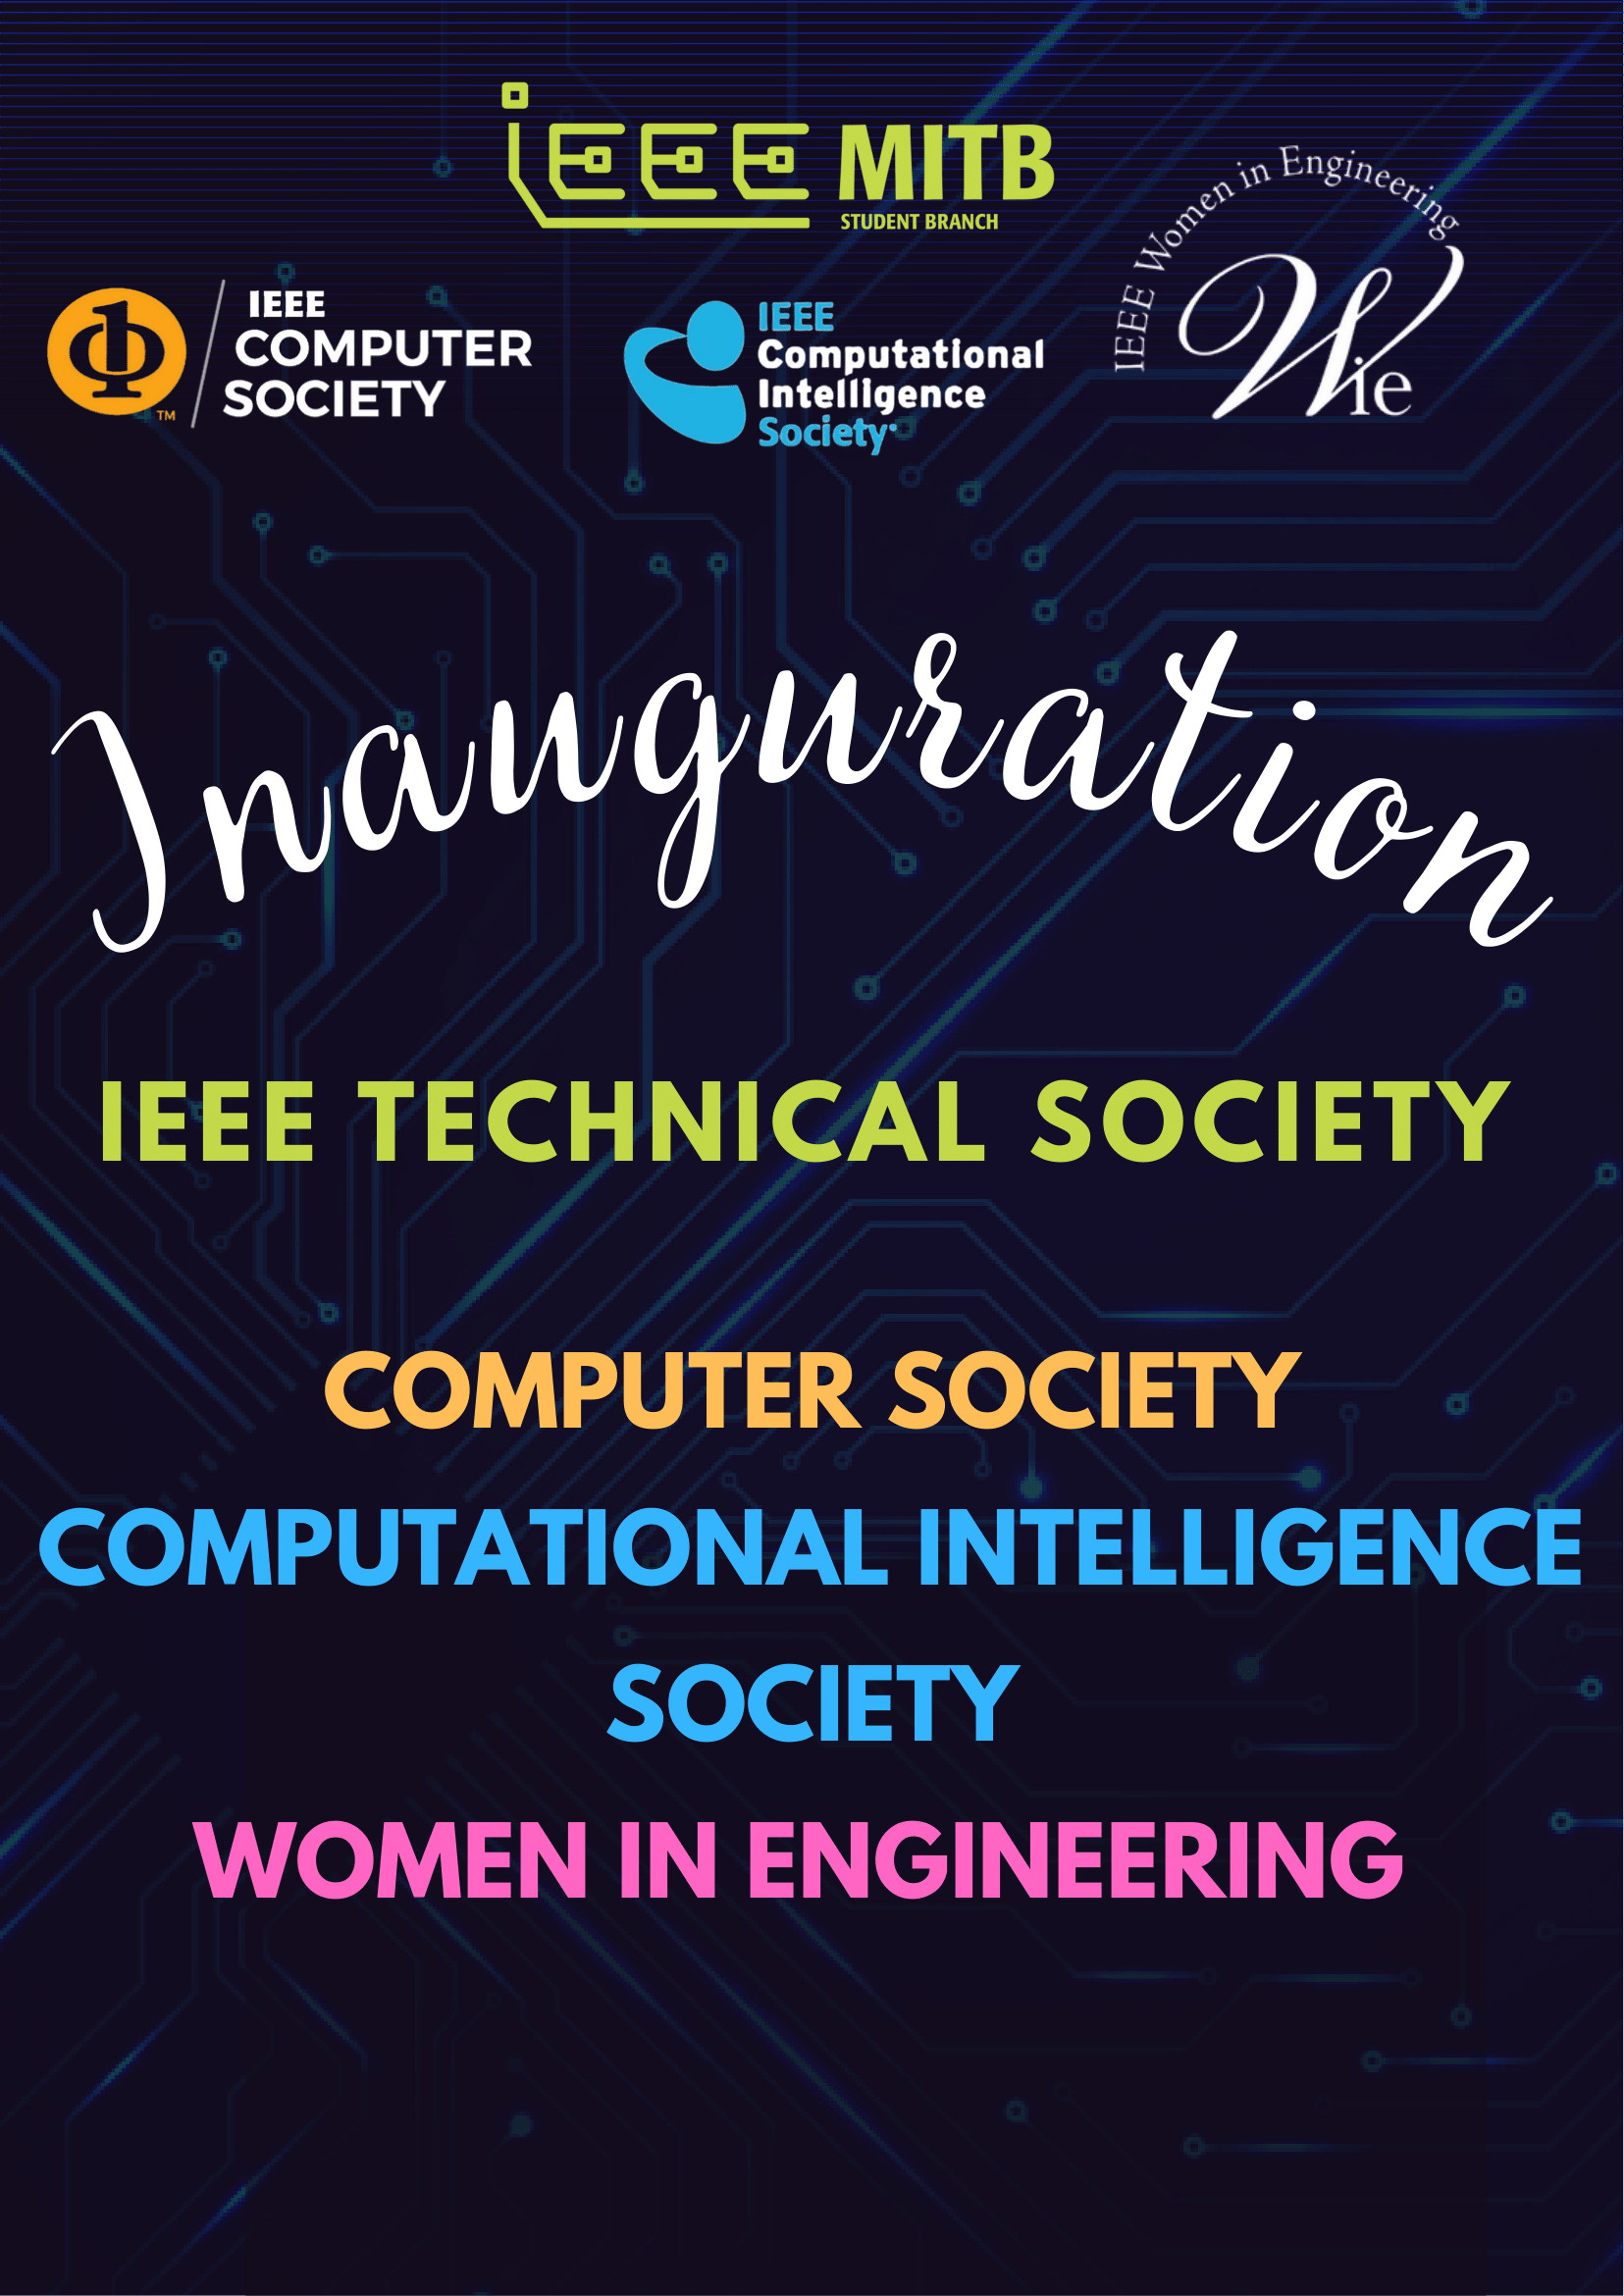 ieee MITB
STUDENT BRANCH
IEEE Women in Engineering
WiE
IEEE
COMPUTER
SOCIETY
TM
IEEE
Computational
Intelligence
Society
Inauguration
IEEE TECHNICAL SOCIETY
COMPUTER SOCIETY
COMPUTATIONAL INTELLIGENCE
SOCIETY
WOMEN IN ENGINEERING